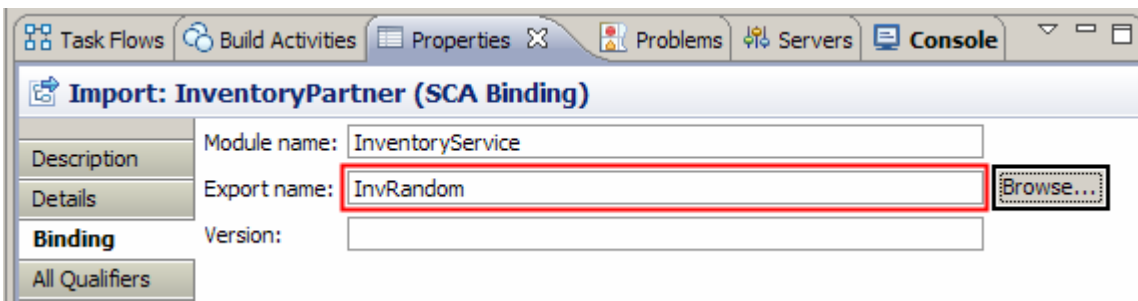 Task Flows Build Activities Properties Problems Servers Console
Import: InventoryPartner (SCA Binding)
Module name: InventoryService
Description
Export name: InvRandom Browse...
Details
Binding Version:
All Qualifiers